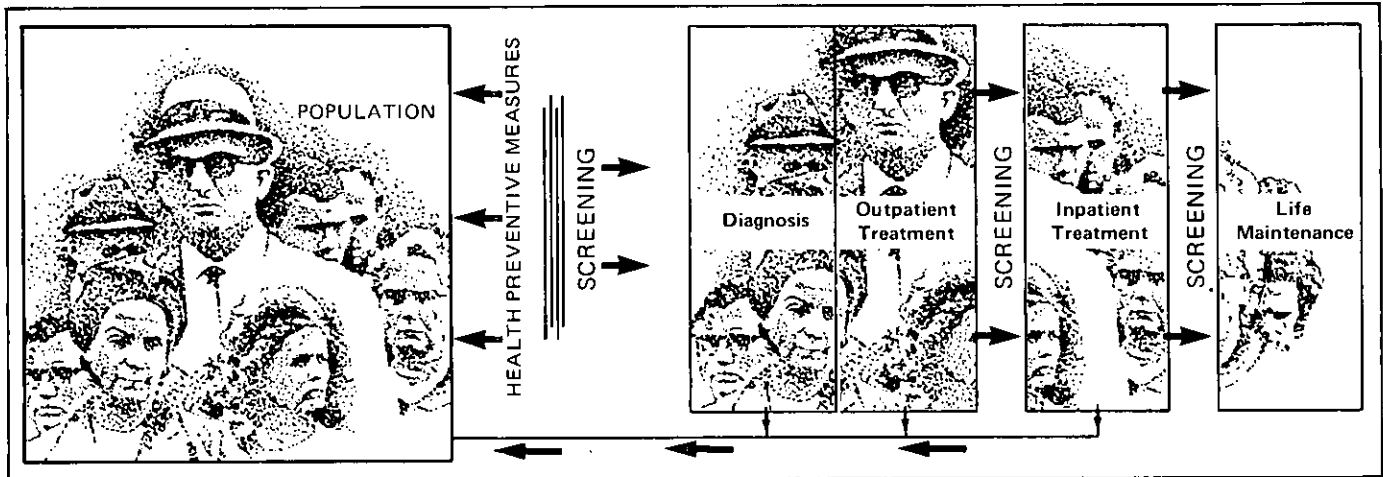 POPULATION
HEALTH PREVENTIVE MEASURES
SCREENING
Diagnosis
Outpatient
Treatment
SCREENING
Inpatient
Treatment
SCREENING
Life
Maintenance